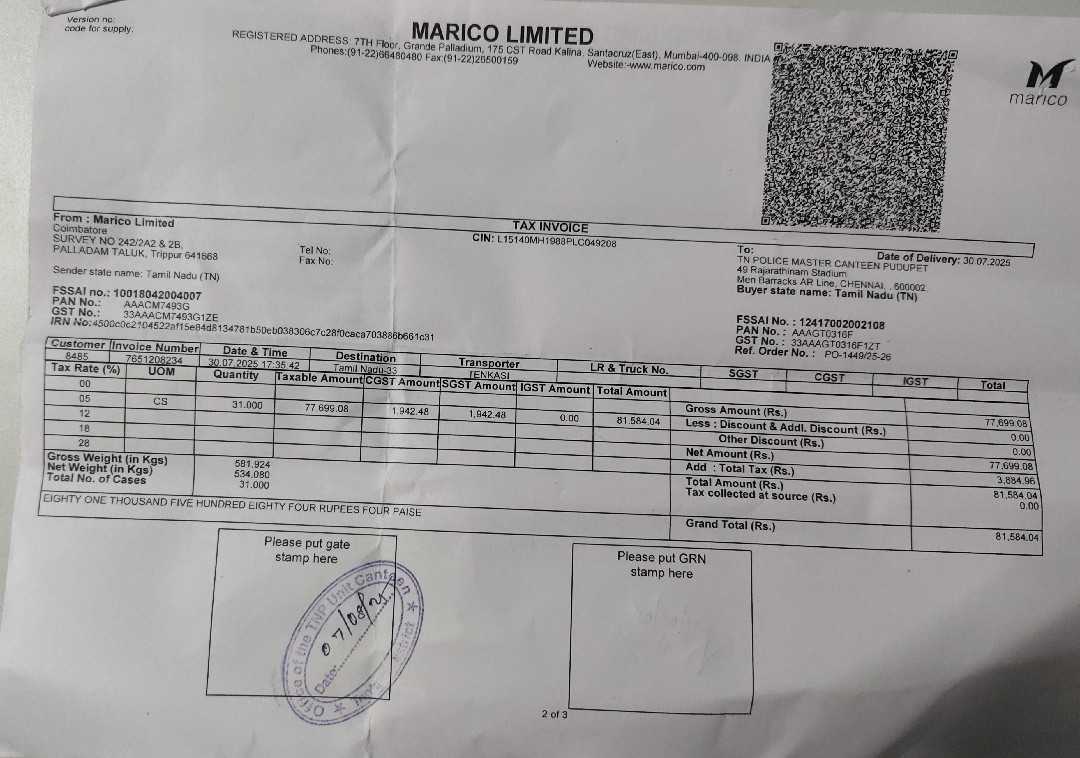 Version no:
code for supply:
MARICO LIMITED
REGISTERED ADDRESS: 7TH Floor, Grande Palladium, 175 CST Road Kalina, Santacruz(East), Mumbai-400-098. INDIA
Phones:(91-22)66480480 Fax:(91-22)26500159 Website:-www.marico.com
marico
TAX INVOICE
CIN: L15140MH1988PLC049208
From : Marico Limited
Coimbatore
SURVEY NO 242/2A2 & 2B,
PALLADAM TALUK, Trippur 641668
Tel No:
Fax No:
Sender state name: Tamil Nadu (TN)
FSSAI no.: 10018042004007
PAN No.: AAACM7493G
GST No.: 33AAACM7493G1ZE
IRN No:4500c0c2104522af15e84d8134781b50eb038306c7c28f0caca703886b661c31
To: Date of Delivery: 30.07.2025
TN POLICE MASTER CANTEEN PUDUPET
49 Rajarathinam Stadium
Men Barracks AR Line, CHENNAI, , 600002
Buyer state name: Tamil Nadu (TN)
FSSAI No. : 12417002002108
PAN No. : AAAGT0316F
GST No. : 33AAAGT0316F1ZT
Ref. Order No. : PO-1449/25-26
Customer Invoice Number Date & Time Destination Transporter LR & Truck No. SGST CGST IGST Total
8485 7651208234 30.07.2025 17:35:42 Tamil Nadu-33 TENKASI
Tax Rate (%) UOM Quantity Taxable Amount CGST Amount SGST Amount IGST Amount Total Amount
00
05 CS 31.000 77,699.08 1,942.48 1,942.48 0.00 81,584.04
12
18
28
Gross Amount (Rs.) 77,699.08
Less : Discount & Addl. Discount (Rs.) 0.00
Other Discount (Rs.) 0.00
Net Amount (Rs.) 77,699.08
Add : Total Tax (Rs.) 3,884.96
Total Amount (Rs.) 81,584.04
Tax collected at source (Rs.) 0.00
Grand Total (Rs.) 81,584.04
Gross Weight (in Kgs) 581.924
Net Weight (in Kgs) 534.080
Total No. of Cases 31.000
EIGHTY ONE THOUSAND FIVE HUNDRED EIGHTY FOUR RUPEES FOUR PAISE
Please put gate
stamp here
Please put GRN
stamp here
Office of the TNP Unit Canteen
Date: 07/08/25
District
2 of 3